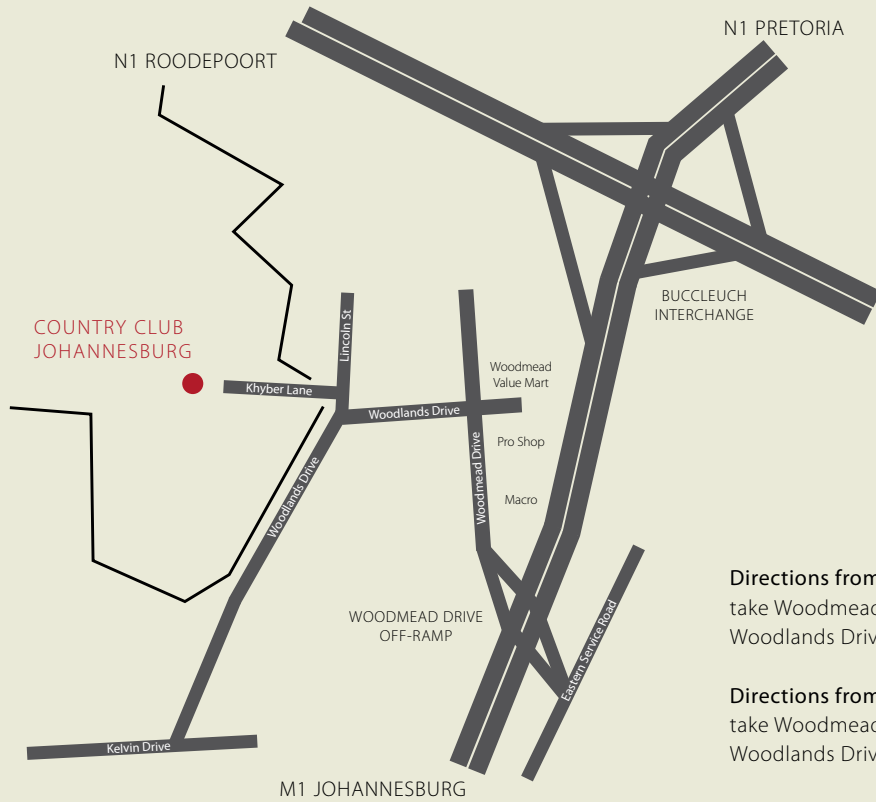 N1 PRETORIA
N1 ROODEPOORT
BUCCLEUCH
INTERCHANGE
COUNTRY CLUB
JOHANNESBURG
Lincoln St
Khyber Lane
Woodmead
Value Mart
Woodlands Drive
Pro Shop
Woodmead Drive
Woodlands Drive
Macro
WOODMEAD DRIVE
OFF-RAMP
Eastern Service Road
Kelvin Drive
M1 JOHANNESBURG
Directions from
take Woodmead
Woodlands Driv
Directions from
take Woodmead
Woodlands Driv